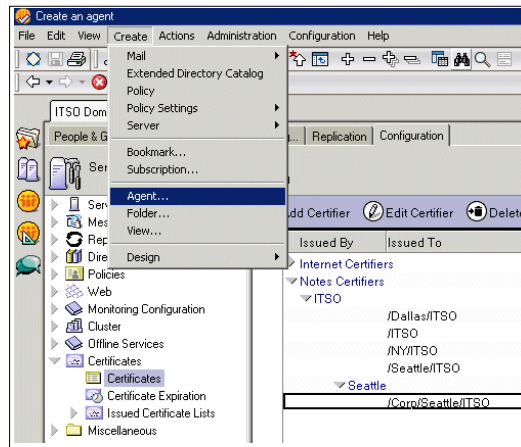 Create an agent
File Edit View Create Actions Administration Configuration Help
Mail
Extended Directory Catalog
Policy
Policy Settings
Server
Bookmark...
Subscription...
Agent...
Folder...
View...
Design
ITSO Dom
People & G
Replication
Configuration
Ser
dd Certifier
Edit Certifier
Delet
Issued By
Issued To
Internet Certifiers
Notes Certifiers
ITSO
/Dallas/ITSO
/ITSO
/NY/ITSO
/Seattle/ITSO
Seattle
/Corp/Seattle/ITSO
Serv
Mes
Rep
Dire
Policies
Web
Monitoring Configuration
Cluster
Offline Services
Certificates
Certificates
Certificate Expiration
Issued Certificate Lists
Miscellaneous